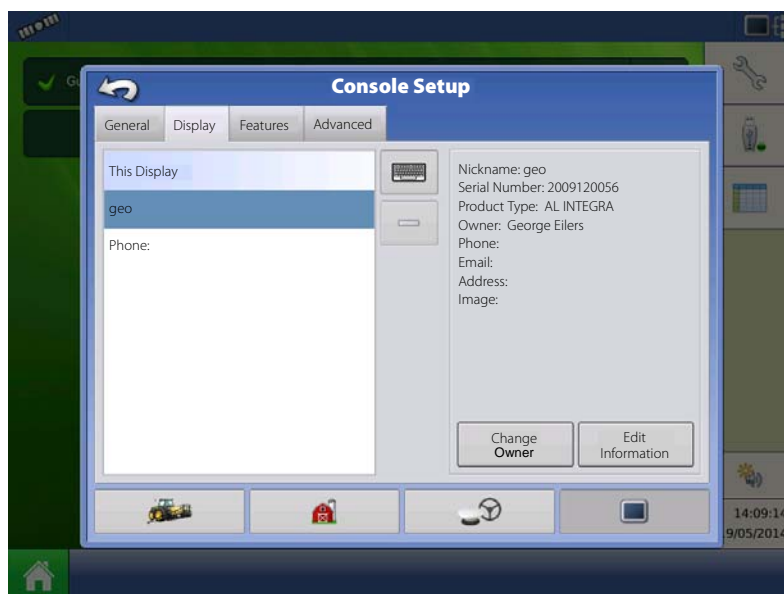 Console Setup
General
Display
Features
Advanced
This Display
geo
Phone:
Nickname: geo
Serial Number: 2009120056
Product Type: AL INTEGRA
Owner: George Eilers
Phone:
Email:
Address:
Image:
Change
Owner
Edit
Information
14:09:14
9/05/2014